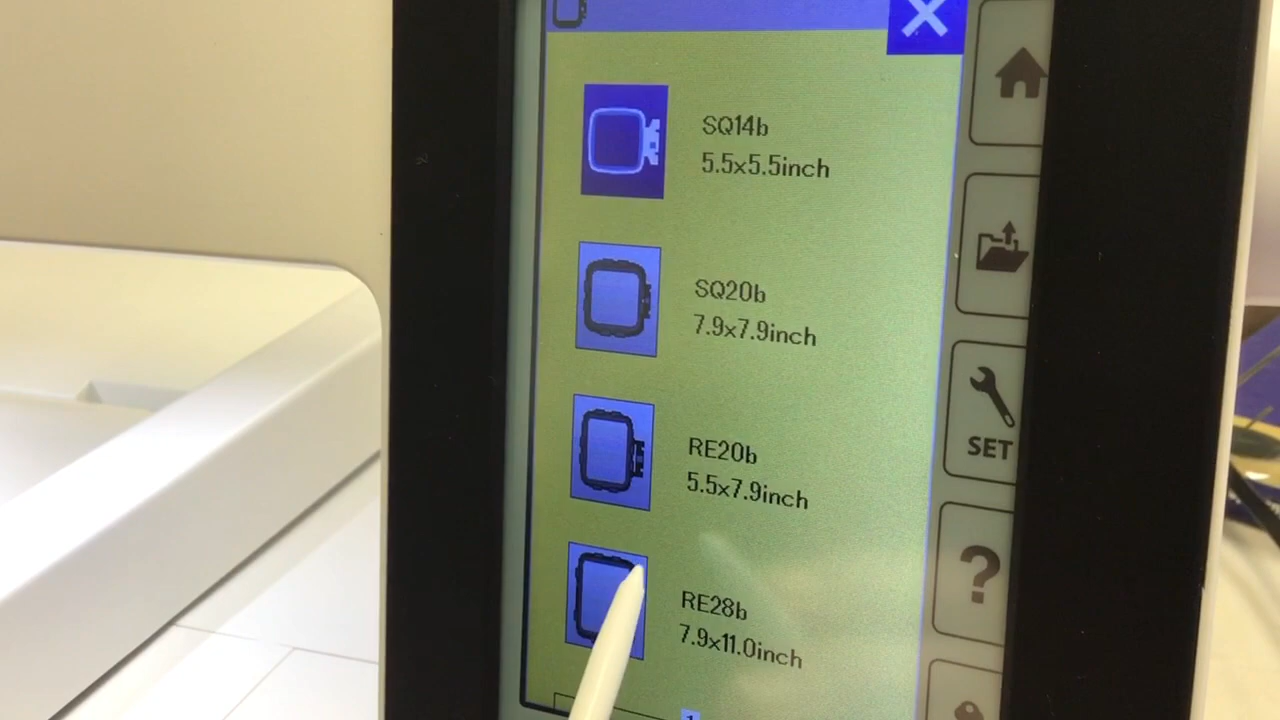 SQ14b
5.5x5.5inch
SQ20b
7.9x7.9inch
RE20b
5.5x7.9inch
RE28b
7.9x11.0inch
SET
?